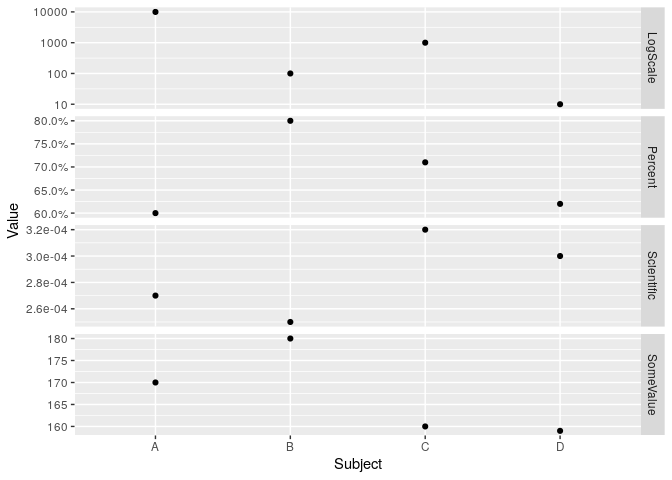 10000
1000
100
10
LogScale
80.0%
75.0%
70.0%
65.0%
60.0%
Percent
3.2e-04
3.0e-04
2.8e-04
2.6e-04
Scientific
180
175
170
165
160
SomeValue
Value
A B C D
Subject